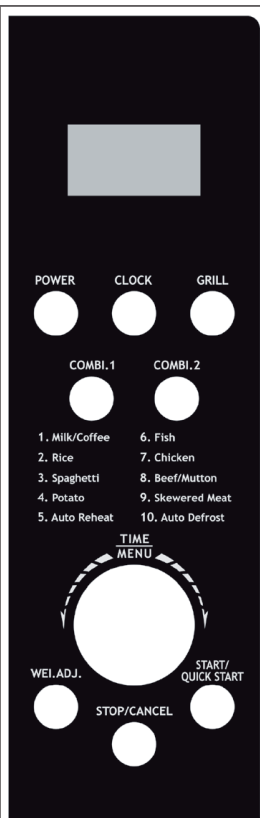 POWER CLOCK GRILL
COMBI.1 COMBI.2
1. Milk/Coffee 6. Fish
2. Rice 7. Chicken
3. Spaghetti 8. Beef/Mutton
4. Potato 9. Skewered Meat
5. Auto Reheat 10. Auto Defrost
TIME
MENU
WEI.ADJ.
START/
QUICK START
STOP/CANCEL